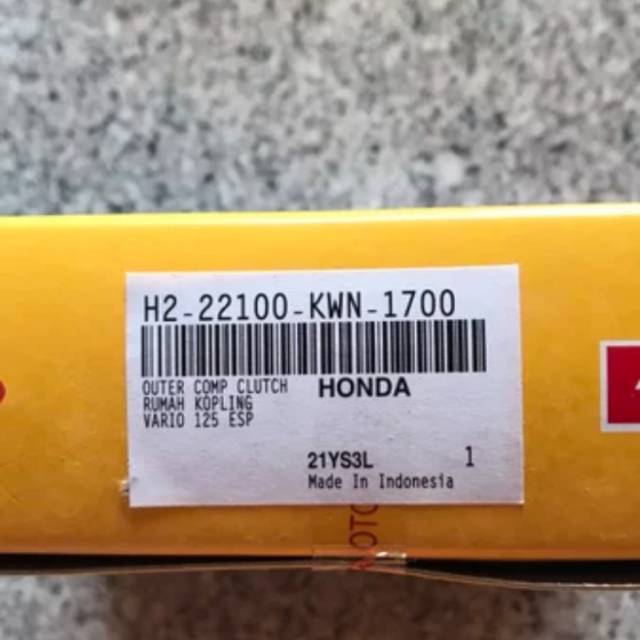 H2-22100-KWN-1700
OUTER COMP CLUTCH
HONDA
RUMAH KOPLING
VARIO 125 ESP
21YS3L 1
Made In Indonesia